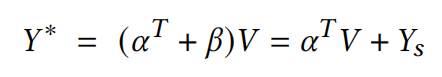 Y* = (α^T + β)V = α^T V + Y_s